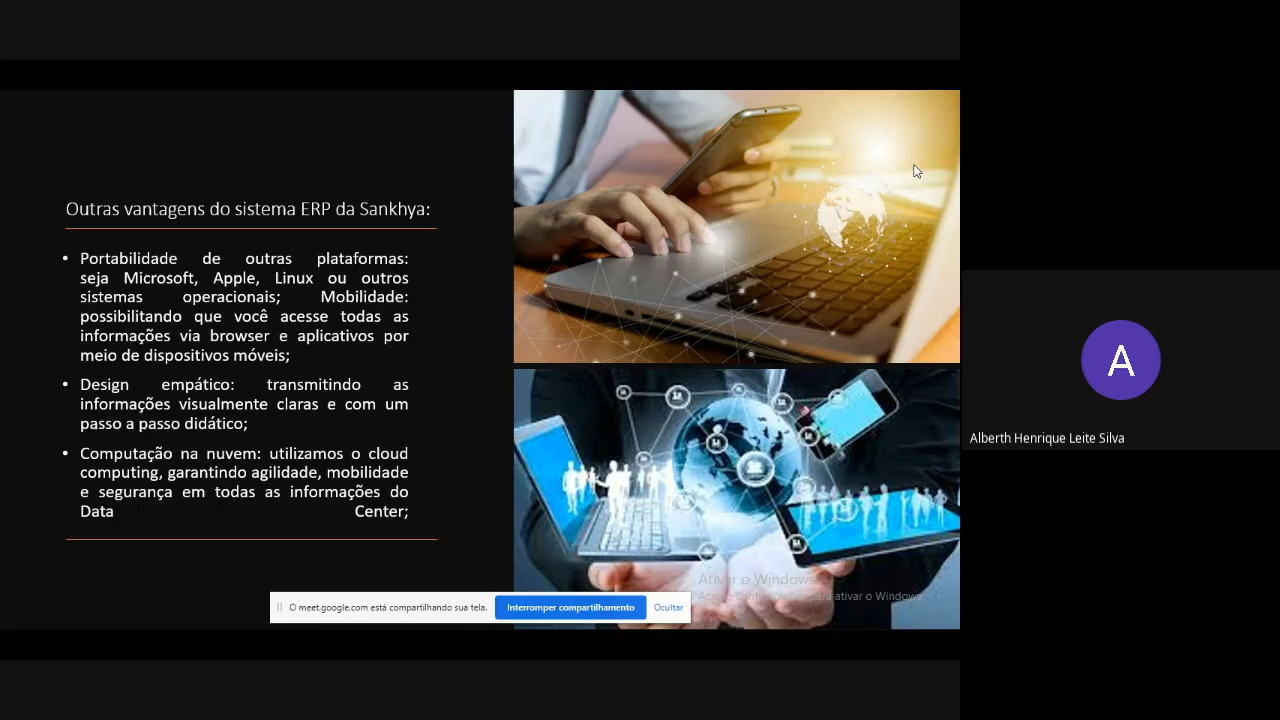 Outras vantagens do sistema ERP da Sankhya:
• Portabilidade de outras plataformas:
seja Microsoft, Apple, Linux ou outros
sistemas operacionais; Mobilidade:
possibilitando que você acesse todas as
informações via browser e aplicativos por
meio de dispositivos móveis;
• Design empático: transmitindo as
informações visualmente claras e com um
passo a passo didático;
• Computação na nuvem: utilizamos o cloud
computing, garantindo agilidade, mobilidade
e segurança em todas as informações do
Data Center;
Ativar o Windows
para ativar o Windows.
O meet.google.com está compartilhando sua tela.
Interromper compartilhamento
Ocultar
A
Alberth Henrique Leite Silva